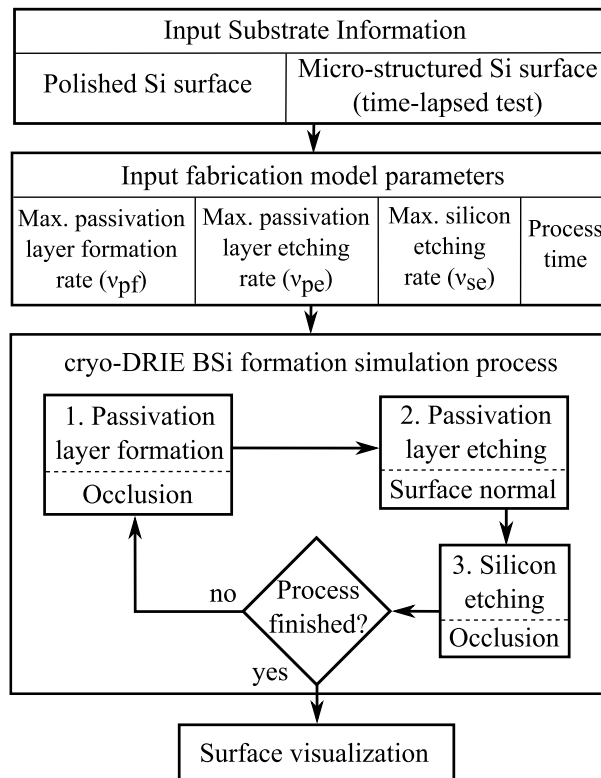 Input Substrate Information
Polished Si surface
Micro-structured Si surface
(time-lapsed test)
Input fabrication model parameters
Max. passivation
layer formation
rate (νpf)
Max. passivation
layer etching
rate (νpe)
Max. silicon
etching
rate (νse)
Process
time
cryo-DRIE BSi formation simulation process
1. Passivation
layer formation
Occlusion
2. Passivation
layer etching
Surface normal
3. Silicon
etching
Occlusion
Process
finished?
no
yes
Surface visualization